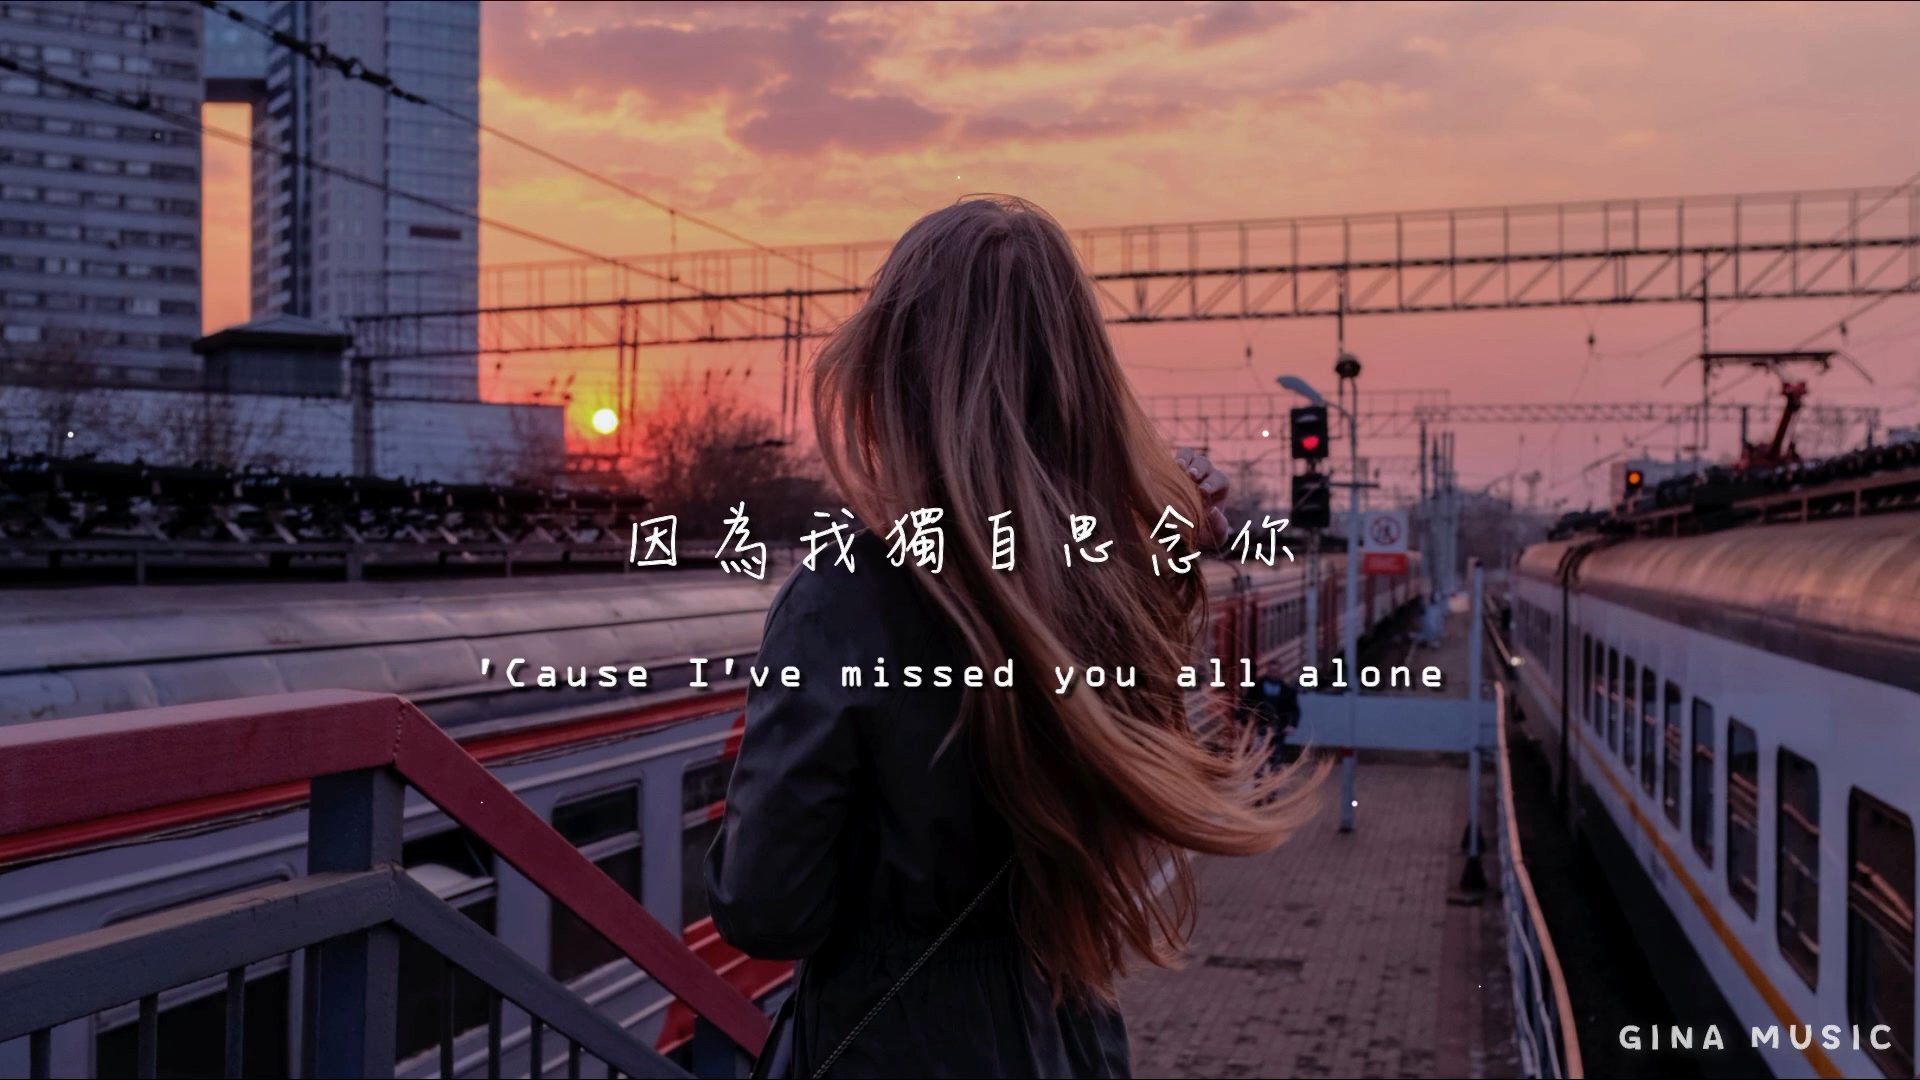 因為我獨自思念你
'Cause I've missed you all alone
GINA MUSIC